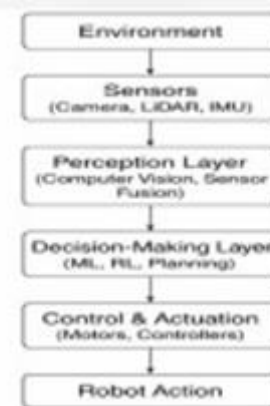 Environment
Sensors
(Camera, LiDAR, IMU)
Perception Layer
(Computer Vision, Sensor
Fusion)
Decision-Making Layer
(ML, RL, Planning)
Control & Actuation
(Motors, Controllers)
Robot Action